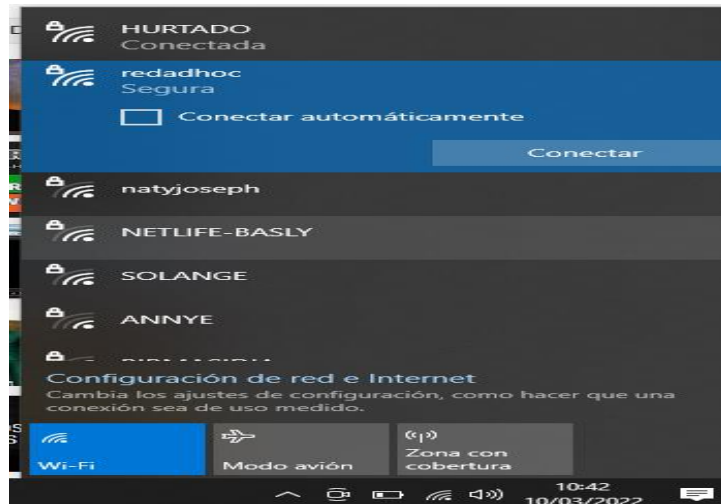 HURTADO
Conectada
redadhoc
Segura
Conectar automáticamente
Conectar
natyjoseph
NETLIFE-BASLY
SOLANGE
ANNYE
Configuración de red e Internet
Cambia los ajustes de configuración, como hacer que una
conexión sea de uso medido.
Wi-Fi
Modo avión
Zona con
cobertura
10:42
10/03/2022